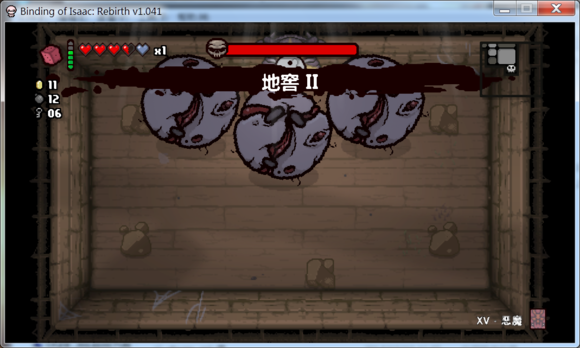 Binding of Isaac: Rebirth v1.041
x1
地窖 II
11
12
06
XV - 恶魔